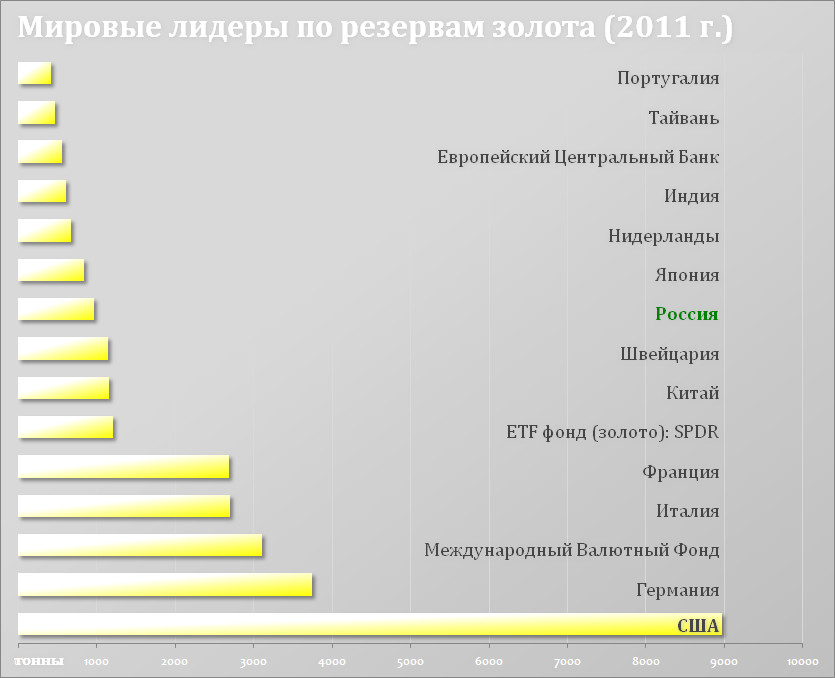 Мировые лидеры по резервам золота (2011 г.)
Португалия
Тайвань
Европейский Центральный Банк
Индия
Нидерланды
Япония
Россия
Швейцария
Китай
ETF фонд (золото): SPDR
Франция
Италия
Международный Валютный Фонд
Германия
США
тонны 1000 2000 3000 4000 5000 6000 7000 8000 9000 10000